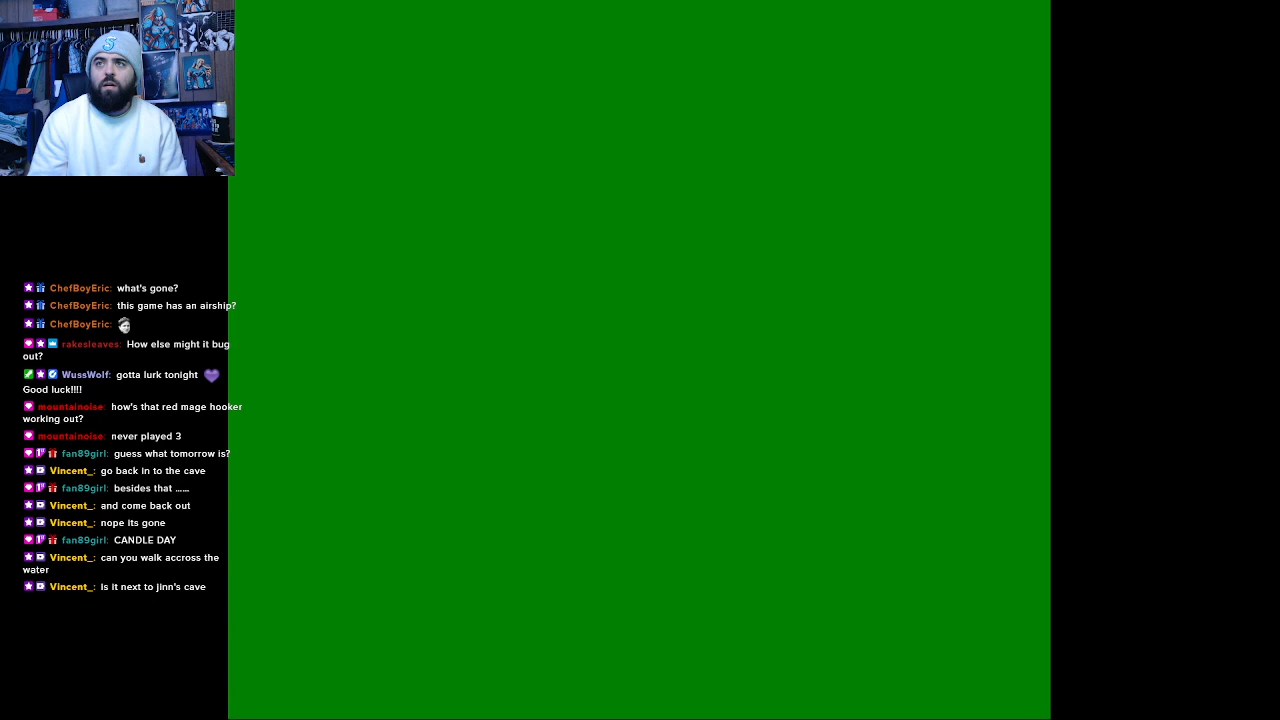 S
ChefBoyEric: what's gone?
ChefBoyEric: this game has an airship?
ChefBoyEric:
rakesleaves: How else might it bug
out?
WussWolf: gotta lurk tonight
Good luck!!!!
mountainoise: how's that red mage hooker
working out?
mountainoise: never played 3
fan89girl: guess what tomorrow is?
Vincent_: go back in to the cave
fan89girl: besides that ......
Vincent_: and come back out
Vincent_: nope its gone
fan89girl: CANDLE DAY
Vincent_: can you walk accross the
water
Vincent_: is it next to jinn's cave